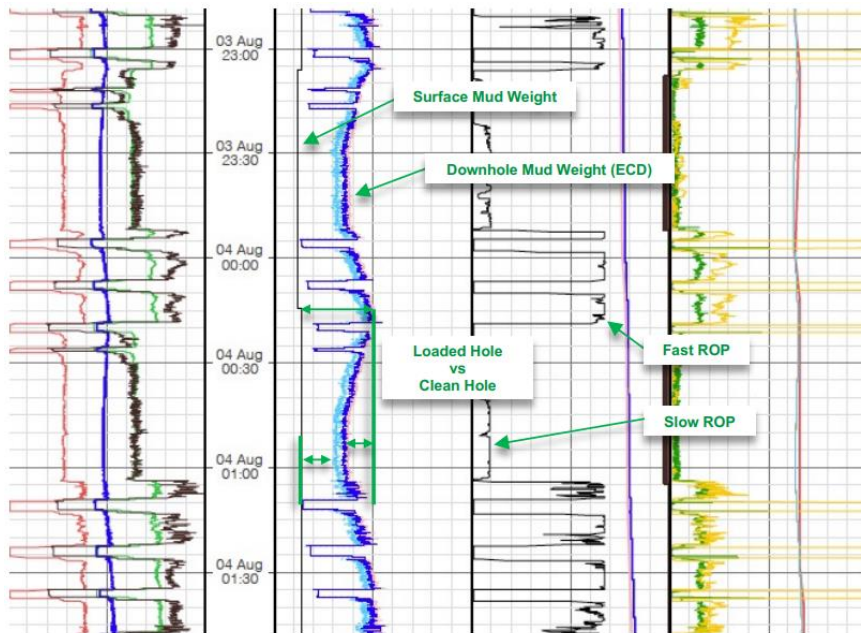 03 Aug
23:00
Surface Mud Weight
03 Aug
23:30
Downhole Mud Weight (ECD)
04 Aug
00:00
Loaded Hole
vs
Clean Hole
Fast ROP
04 Aug
00:30
Slow ROP
04 Aug
01:00
04 Aug
01:30